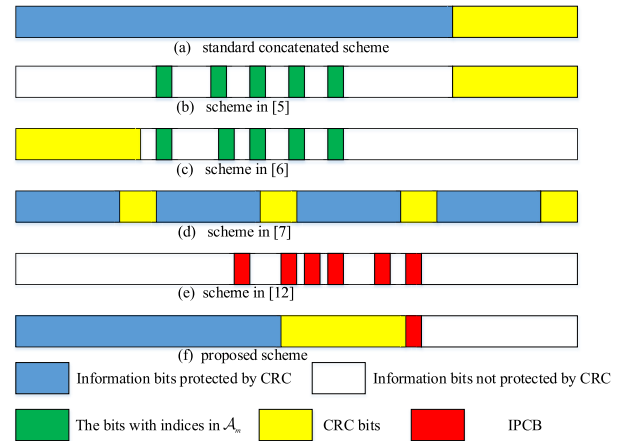 (a) standard concatenated scheme
(b) scheme in [5]
(c) scheme in [6]
(d) scheme in [7]
(e) scheme in [12]
(f) proposed scheme
Information bits protected by CRC Information bits not protected by CRC
The bits with indices in 𝒜ₘ CRC bits IPCB